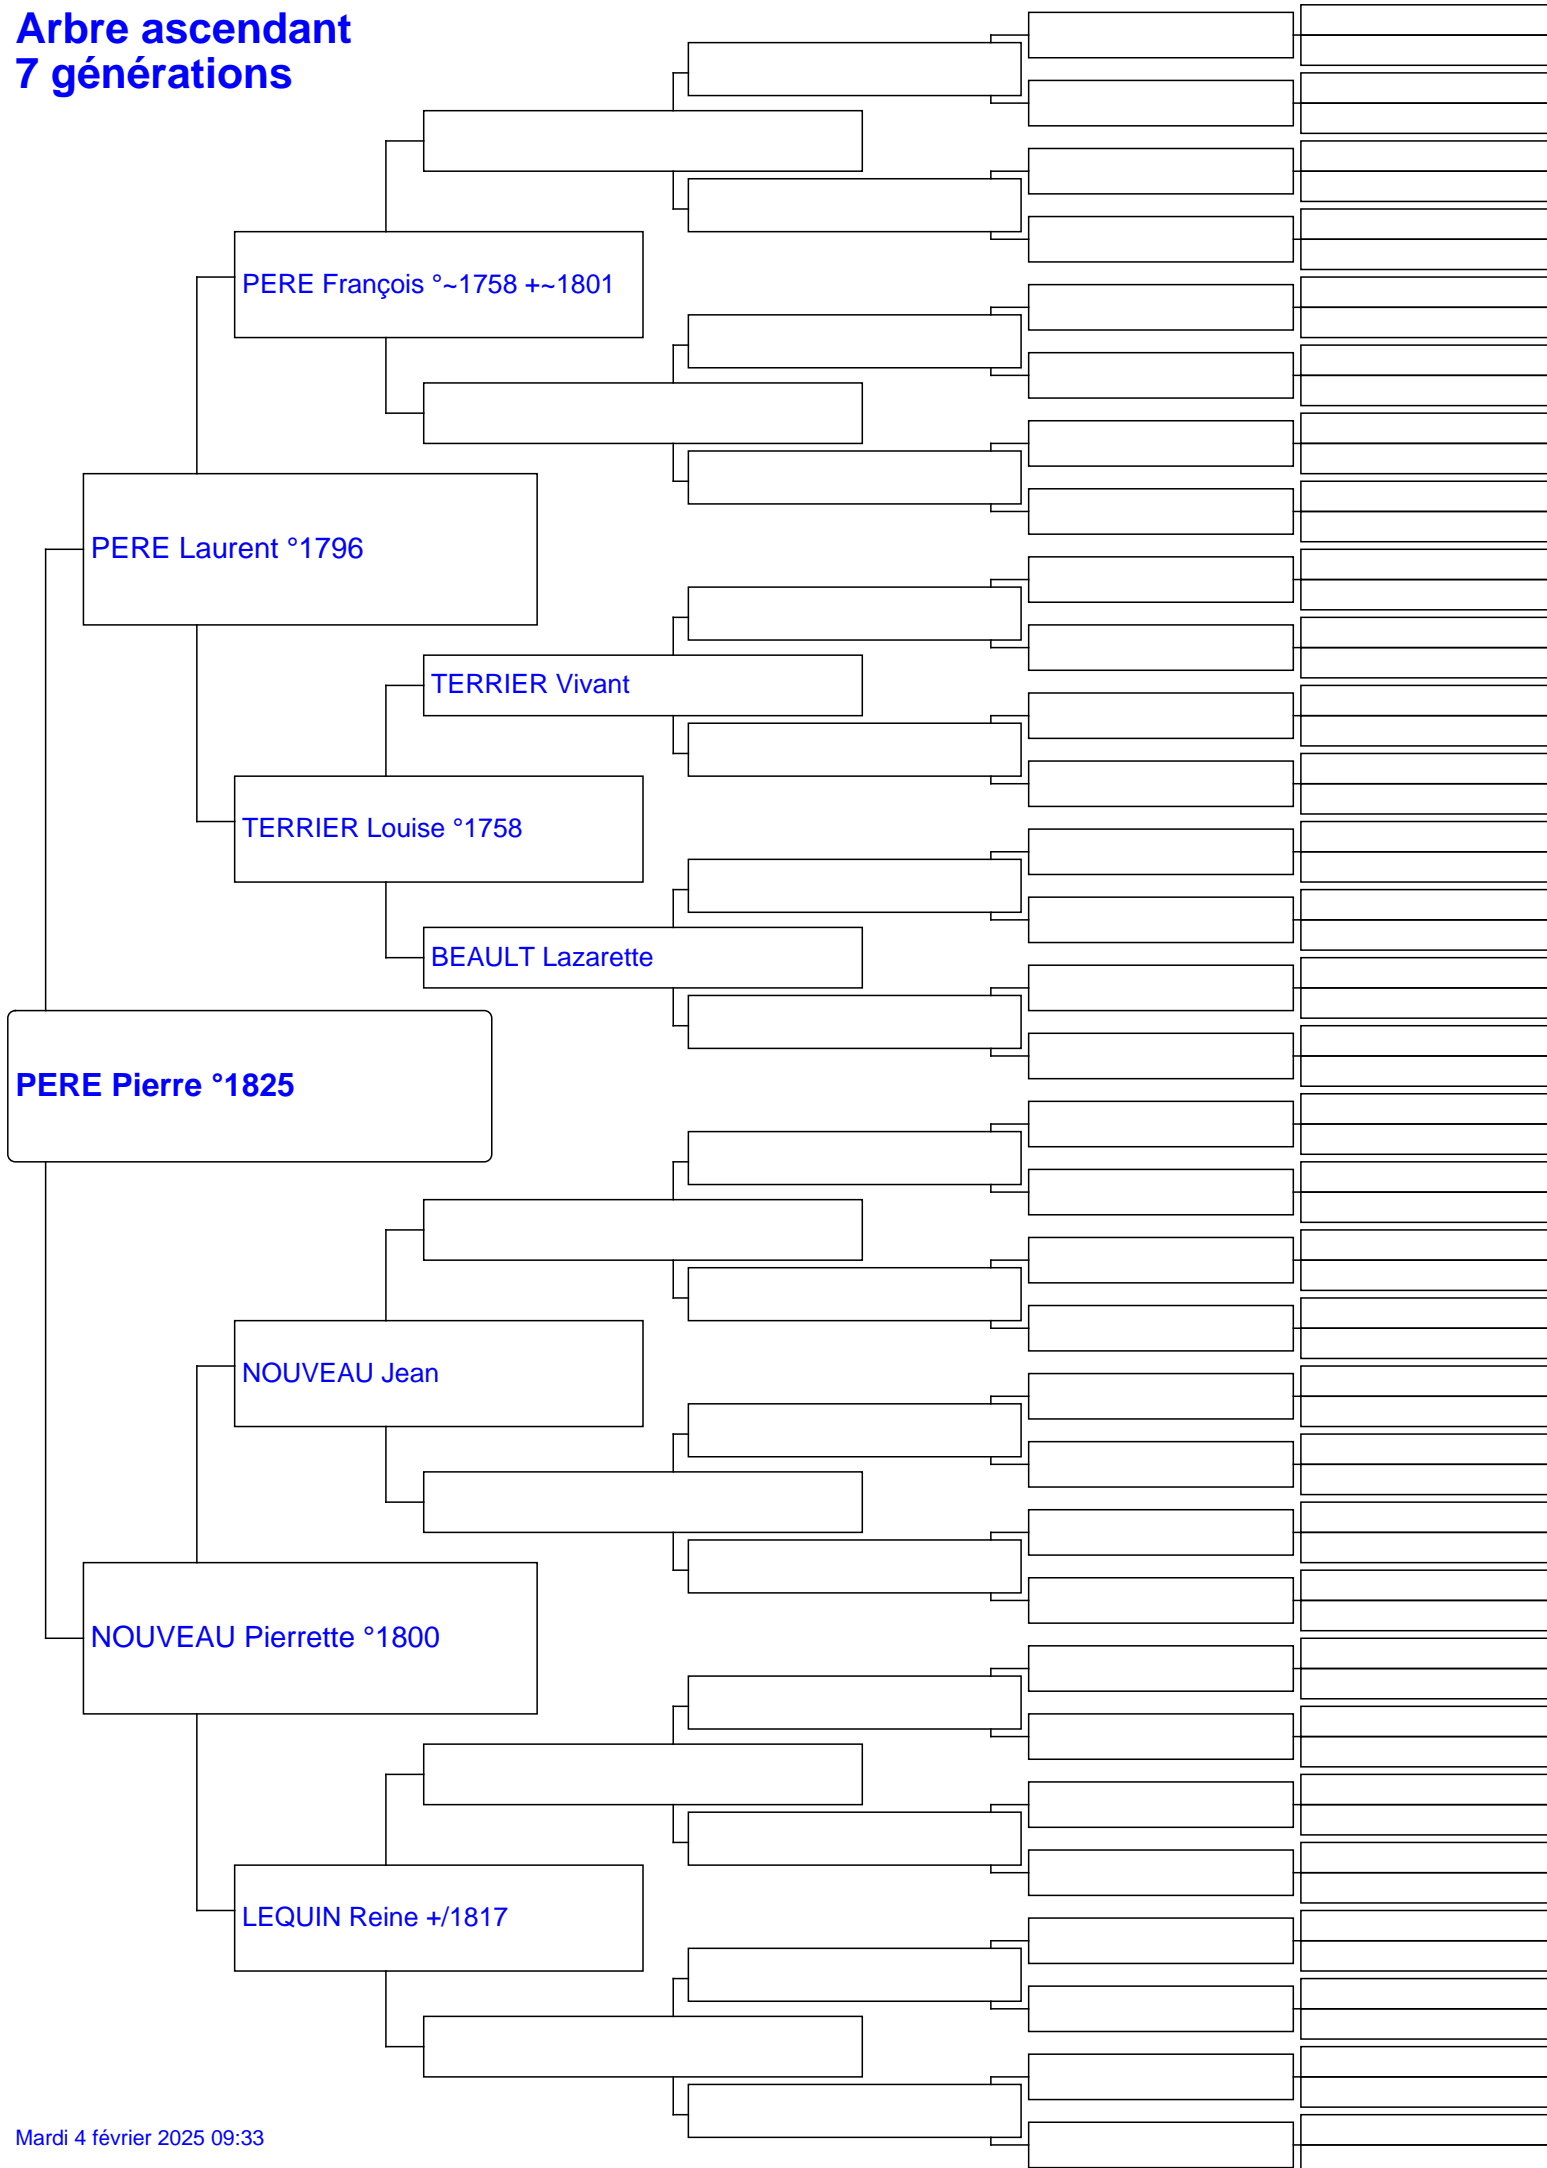 Arbre ascendant
7 générations
PERE François °~1758 +~1801
PERE Laurent °1796
TERRIER Vivant
TERRIER Louise °1758
BEAULT Lazarette
PERE Pierre °1825
NOUVEAU Jean
NOUVEAU Pierrette °1800
LEQUIN Reine +/1817
Mardi 4 février 2025 09:33